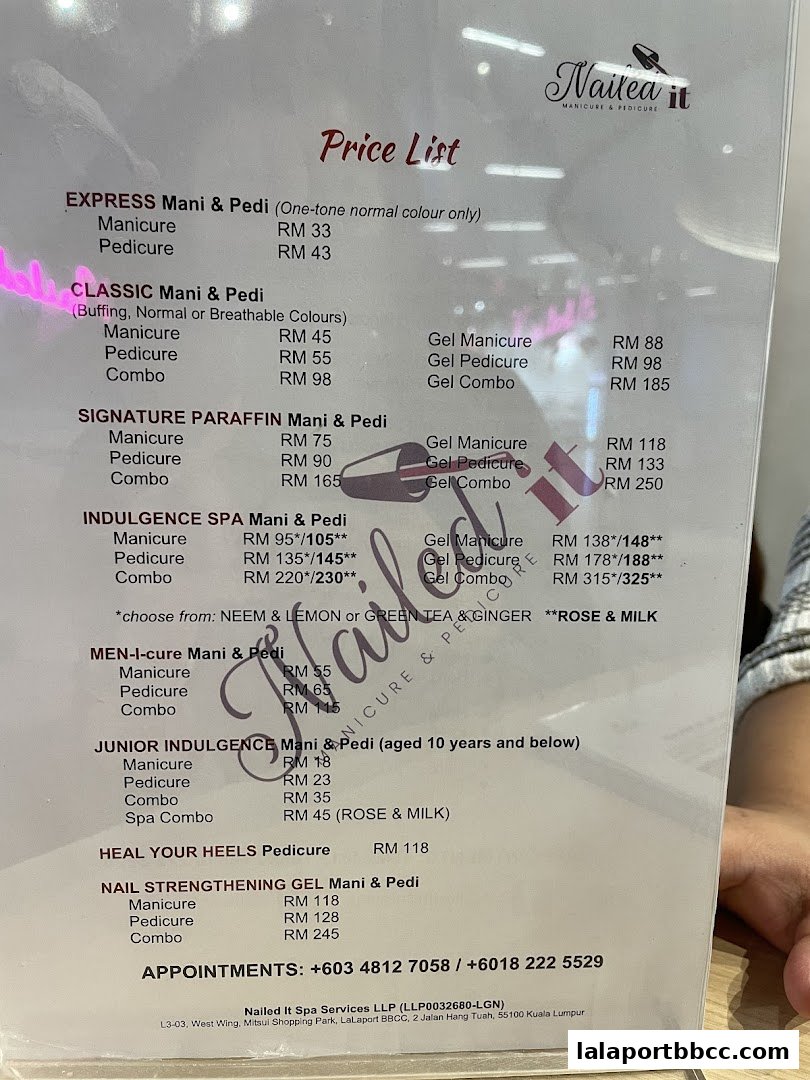 Nailed it
MANICURE & PEDICURE
Price List
EXPRESS Mani & Pedi (One-tone normal colour only)
Manicure RM 33
Pedicure RM 43
CLASSIC Mani & Pedi
(Buffing, Normal or Breathable Colours)
Manicure RM 45 Gel Manicure RM 88
Pedicure RM 55 Gel Pedicure RM 98
Combo RM 98 Gel Combo RM 185
SIGNATURE PARAFFIN Mani & Pedi
Manicure RM 75 Gel Manicure RM 118
Pedicure RM 90 Gel Pedicure RM 133
Combo RM 165 Gel Combo RM 250
INDULGENCE SPA Mani & Pedi
Manicure RM 95*/105** Gel Manicure RM 138*/148**
Pedicure RM 135*/145** Gel Pedicure RM 178*/188**
Combo RM 220*/230** Gel Combo RM 315*/325**
*choose from: NEEM & LEMON or GREEN TEA & GINGER **ROSE & MILK
Nailed it
MANICURE & PEDICURE
MEN-I-cure Mani & Pedi
Manicure RM 55
Pedicure RM 65
Combo RM 115
JUNIOR INDULGENCE Mani & Pedi (aged 10 years and below)
Manicure RM 18
Pedicure RM 23
Combo RM 35
Spa Combo RM 45 (ROSE & MILK)
HEAL YOUR HEELS Pedicure RM 118
NAIL STRENGTHENING GEL Mani & Pedi
Manicure RM 118
Pedicure RM 128
Combo RM 245
APPOINTMENTS: +603 4812 7058 / +6018 222 5529
Nailed It Spa Services LLP (LLP0032680-LGN)
L3-03, West Wing, Mitsui Shopping Park, LaLaport BBCC, 2 Jalan Hang Tuah, 55100 Kuala Lumpur
lalaportbbcc.com